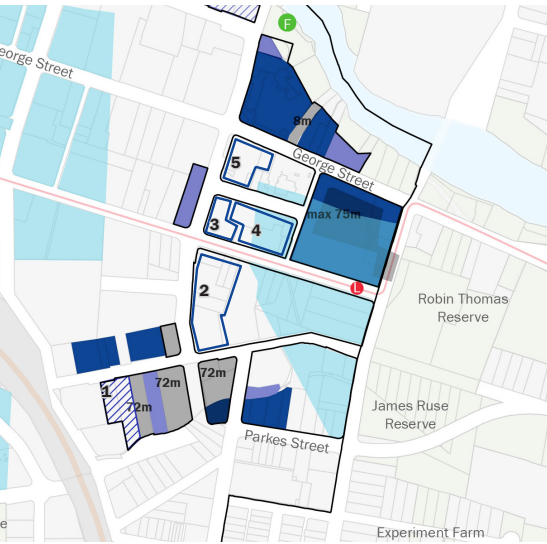 F
eorge Street
8m
George Street
5
max 75m
3
4
L
2
Robin Thomas
Reserve
72m
72m
1
72m
James Ruse
Reserve
Parkes Street
e
Experiment Farm